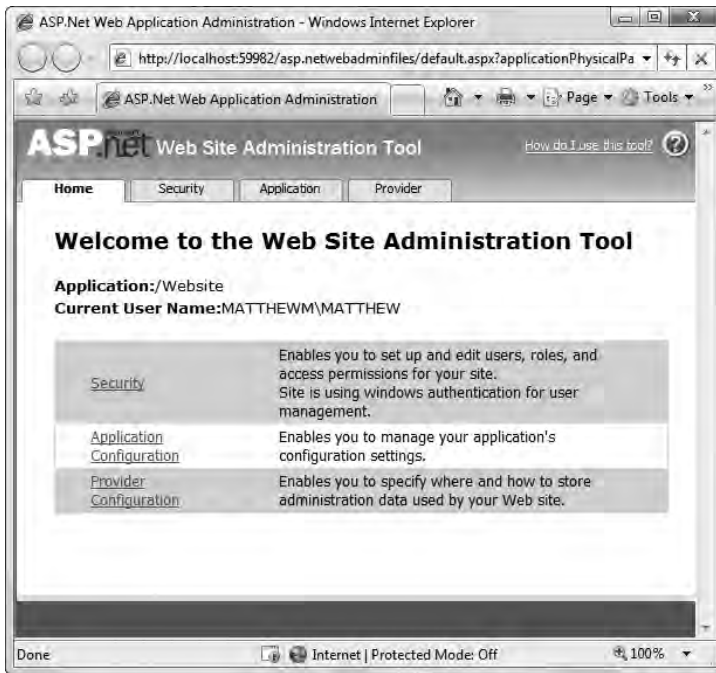 ASP.Net Web Application Administration - Windows Internet Explorer
http://localhost:59982/asp.netwebadminfiles/default.aspx?applicationPhysicalPa
ASP.Net Web Application Administration
Page
Tools
ASP.net Web Site Administration Tool
How do I use this tool?
Home Security Application Provider
Welcome to the Web Site Administration Tool
Application:/Website
Current User Name:MATTHEWM\MATTHEW
Security
Enables you to set up and edit users, roles, and
access permissions for your site.
Site is using windows authentication for user
management.
Application
Configuration
Enables you to manage your application's
configuration settings.
Provider
Configuration
Enables you to specify where and how to store
administration data used by your Web site.
Done
Internet | Protected Mode: Off
100%